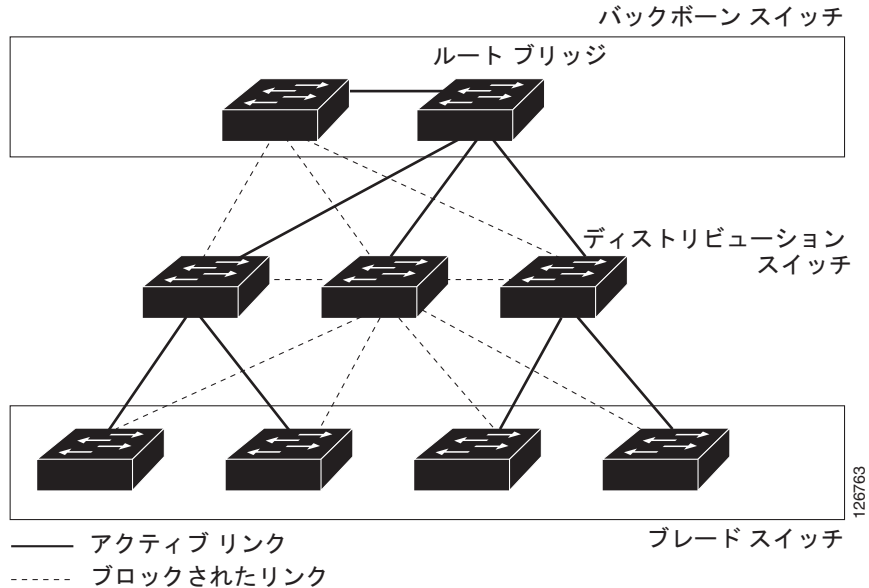 バックボーン スイッチ
ルート ブリッジ
ディストリビューション
スイッチ
126763
ブレード スイッチ
アクティブ リンク
ブロックされたリンク